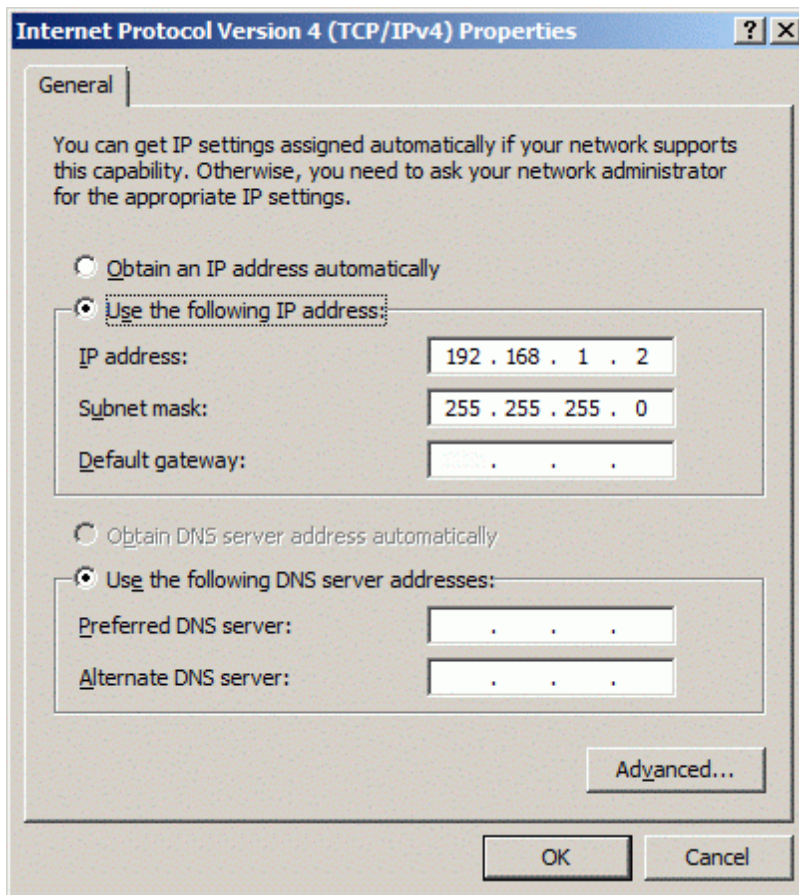 Internet Protocol Version 4 (TCP/IPv4) Properties
General
You can get IP settings assigned automatically if your network supports
this capability. Otherwise, you need to ask your network administrator
for the appropriate IP settings.
Obtain an IP address automatically
Use the following IP address:
IP address: 192 . 168 . 1 . 2
Subnet mask: 255 . 255 . 255 . 0
Default gateway: . . .
Obtain DNS server address automatically
Use the following DNS server addresses:
Preferred DNS server: . . .
Alternate DNS server: . . .
Advanced...
OK Cancel